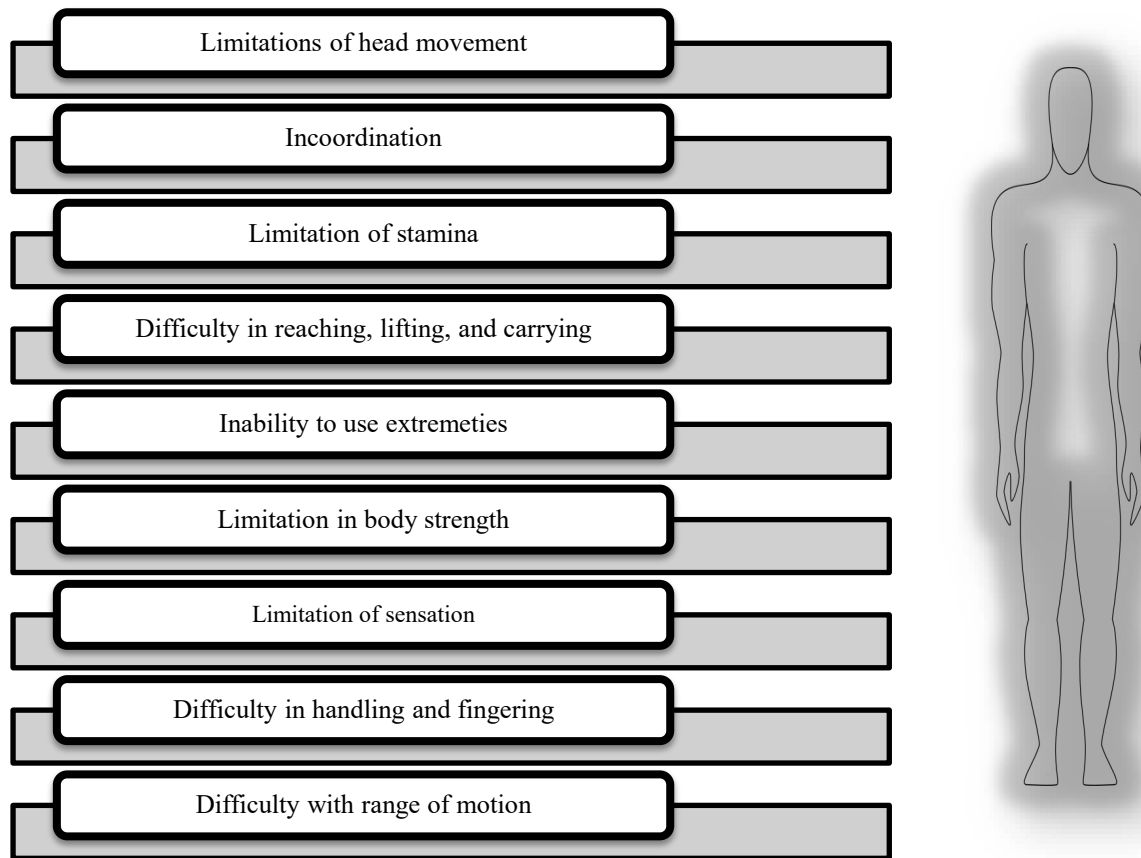 Limitations of head movement
Incoordination
Limitation of stamina
Difficulty in reaching, lifting, and carrying
Inability to use extremeties
Limitation in body strength
Limitation of sensation
Difficulty in handling and fingering
Difficulty with range of motion